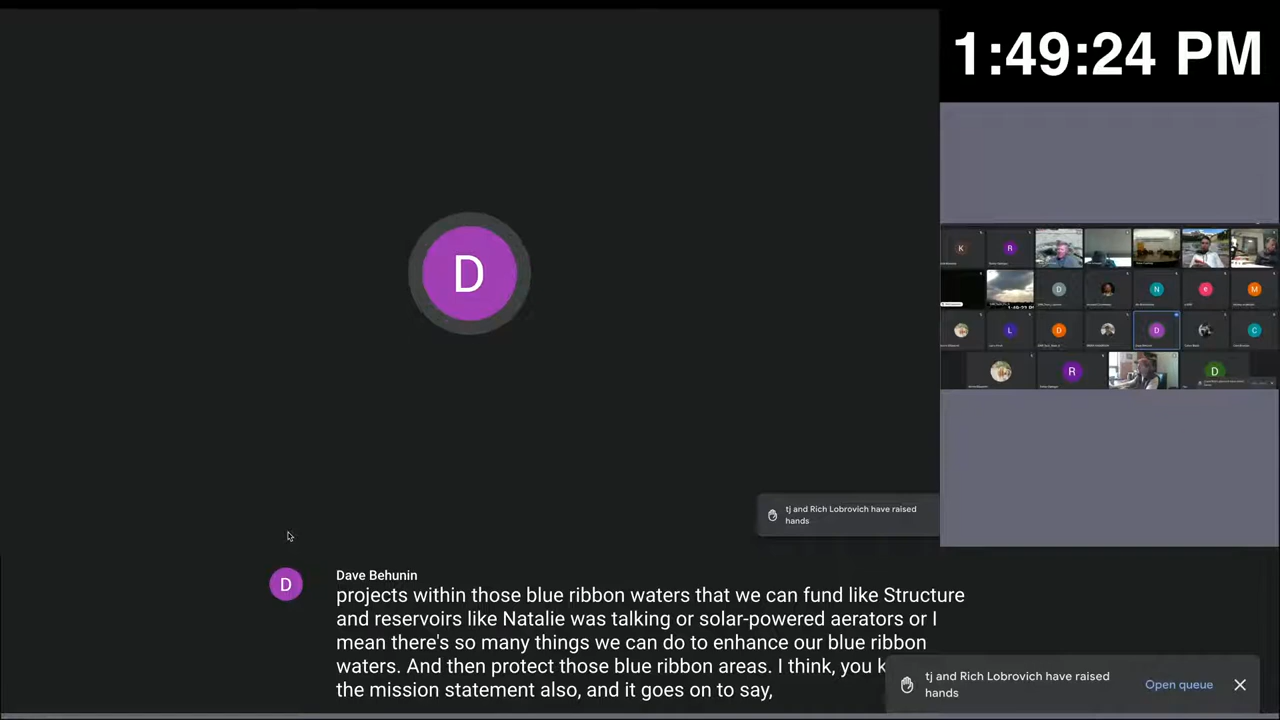 1:49:24 PM
D
K
R
D
N
e
M
L
D
D
C
R
D
tj and Rich Lobrovich have raised
hands
D
Dave Behunin
projects within those blue ribbon waters that we can fund like Structure
and reservoirs like Natalie was talking or solar-powered aerators or I
mean there's so many things we can do to enhance our blue ribbon
waters. And then protect those blue ribbon areas. I think, you k
the mission statement also, and it goes on to say,
tj and Rich Lobrovich have raised
hands
Open queue